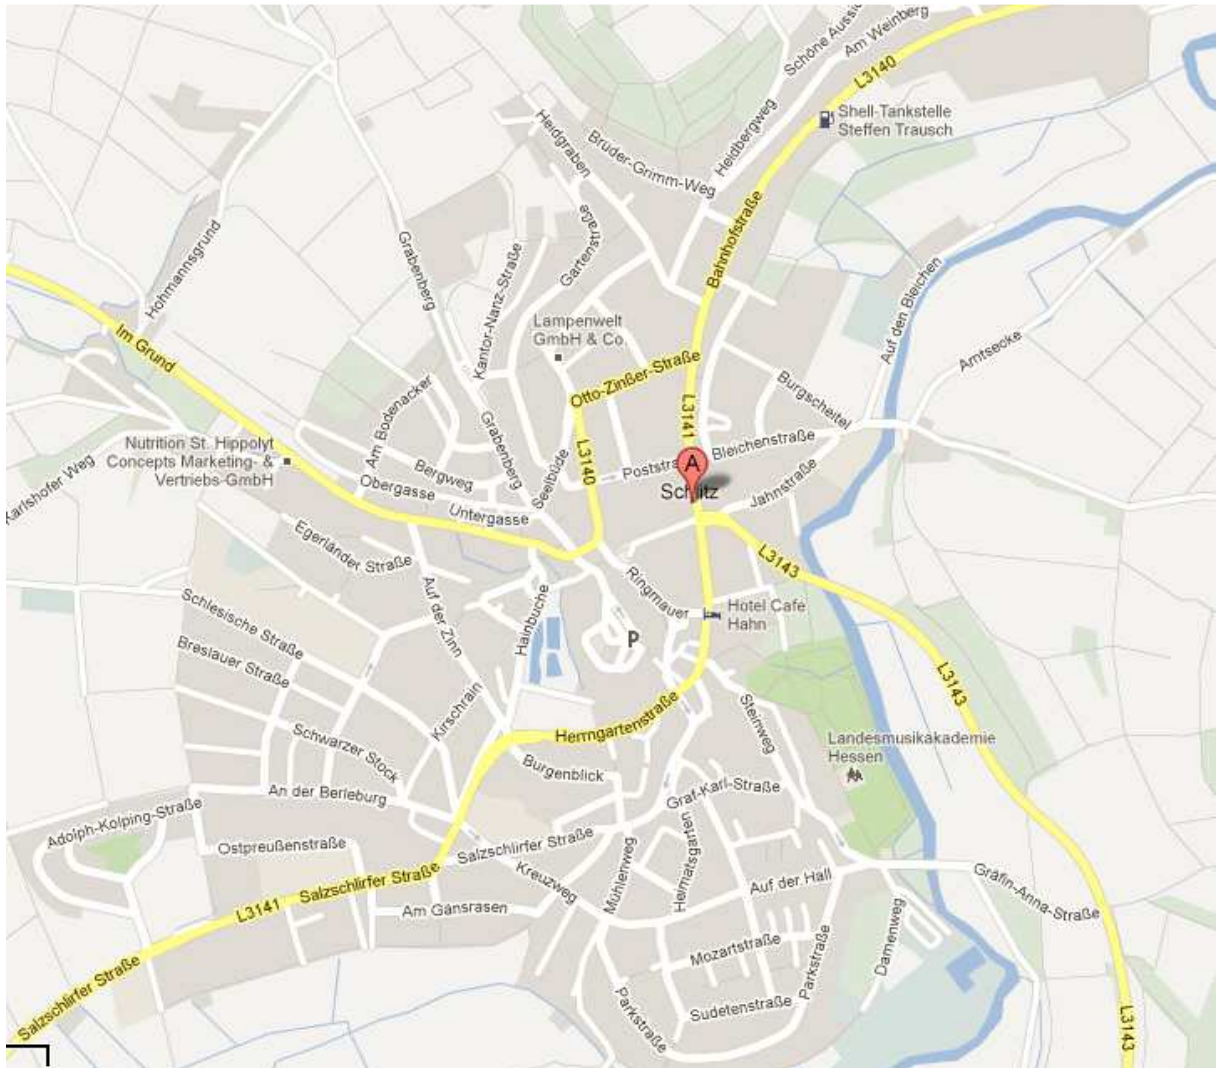 Schöne Aussic
Am Weinberg
L3140
Shell-Tankstelle
Steffen Trausch
Heidgraben
Brüder-Grimm-Weg
Heidbergweg
Bahnhofstraße
Hohmannsgrund
Grabenberg
Kantor-Nanz-Straße
Gartenstraße
Auf den Bleichen
Amtsecke
Im Grund
Lampenwelt
GmbH & Co.
Otto-Zinßer-Straße
Burgscheitel
Am Bodenacker
Grabenberg
L3140
L3141
Nutrition St. Hippolyt
Concepts Marketing- &
Vertriebs-GmbH
Karlshofer Weg
Bergweg
Obergasse
Untergasse
Seelbüde
Poststra
Bleichenstraße
A
Schlitz
Jahnstraße
Egerländer Straße
L3143
Auf der Zinn
Hainbuche
Ringmauer
Hotel Cafe
Hahn
P
Schlesische Straße
Breslauer Straße
Schwarzer Stock
Kirschrain
L3143
Steinweg
Herrngartenstraße
Landesmusikakademie
Hessen
Burgenblick
An der Berleburg
Graf-Karl-Straße
Adolph-Kolping-Straße
Ostpreußenstraße
Salzschlirfer Straße
Heimatsgarten
Mühlenweg
Kreuzweg
Auf der Hall
Gräfin-Anna-Straße
L3141
Salzschlirfer Straße
Am Gänsrasen
Mozartstraße
Parkstraße
Damenweg
Salzschlirfer Straße
Sudetenstraße
Parkstraße
L3143